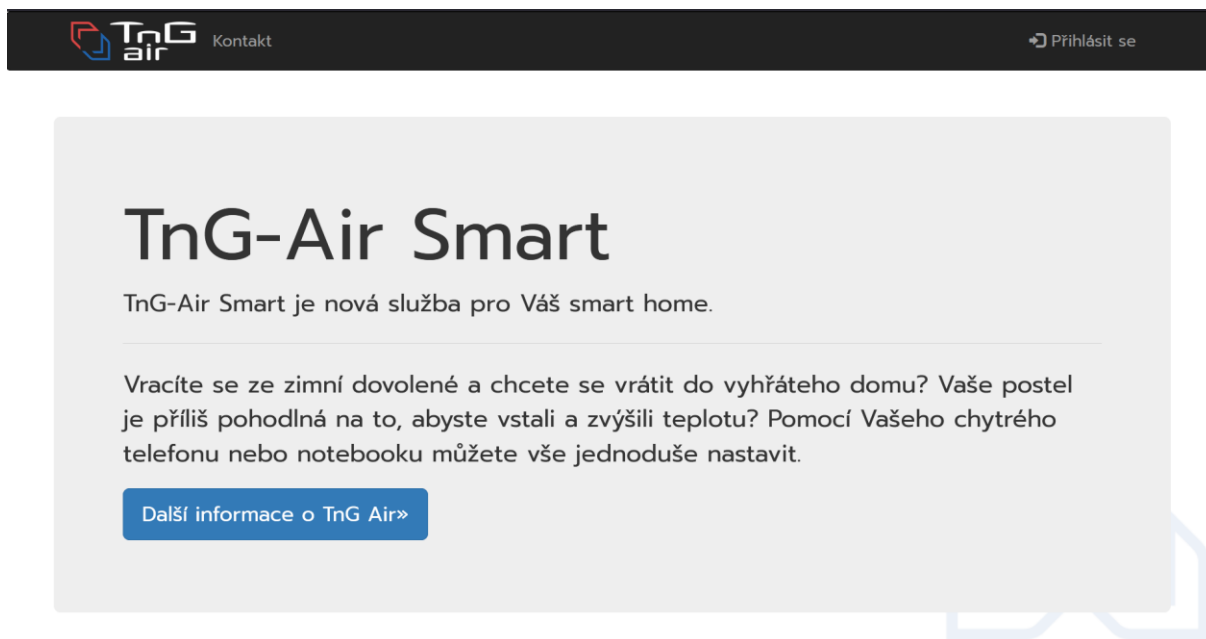 TnG
air
Kontakt
Přihlásit se
TnG-Air Smart
TnG-Air Smart je nová služba pro Váš smart home.
Vracíte se ze zimní dovolené a chcete se vrátit do vyhřáteho domu? Vaše postel
je příliš pohodlná na to, abyste vstali a zvýšili teplotu? Pomocí Vašeho chytrého
telefonu nebo notebooku můžete vše jednoduše nastavit.
Další informace o TnG Air»